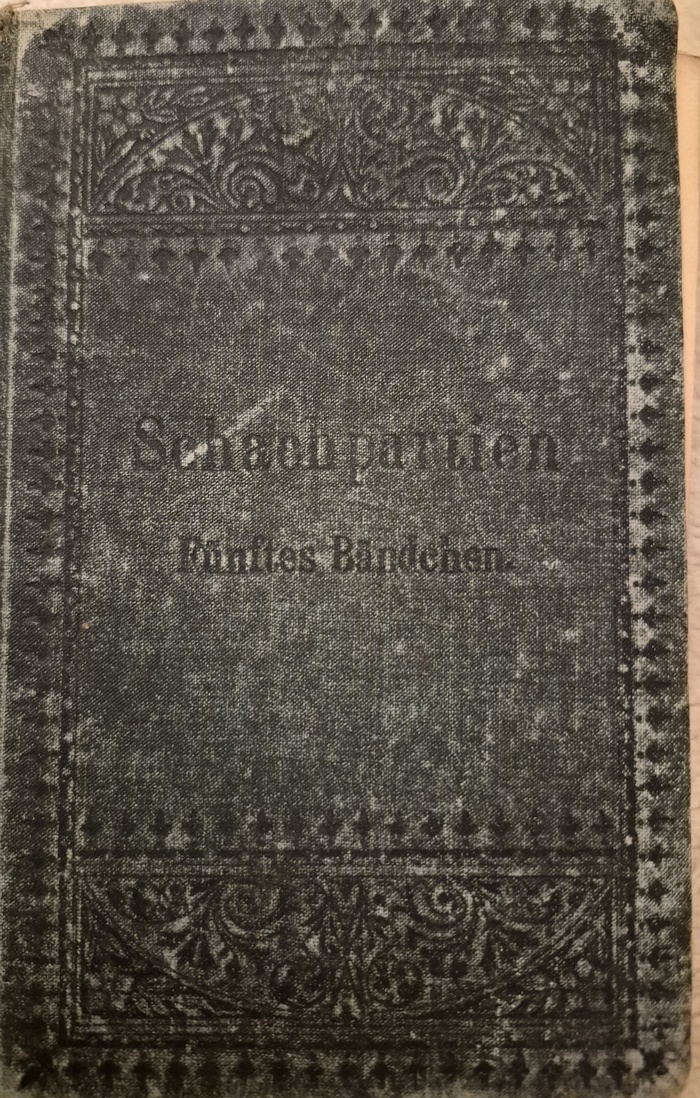 Schachpartien
Fünftes Bändchen.